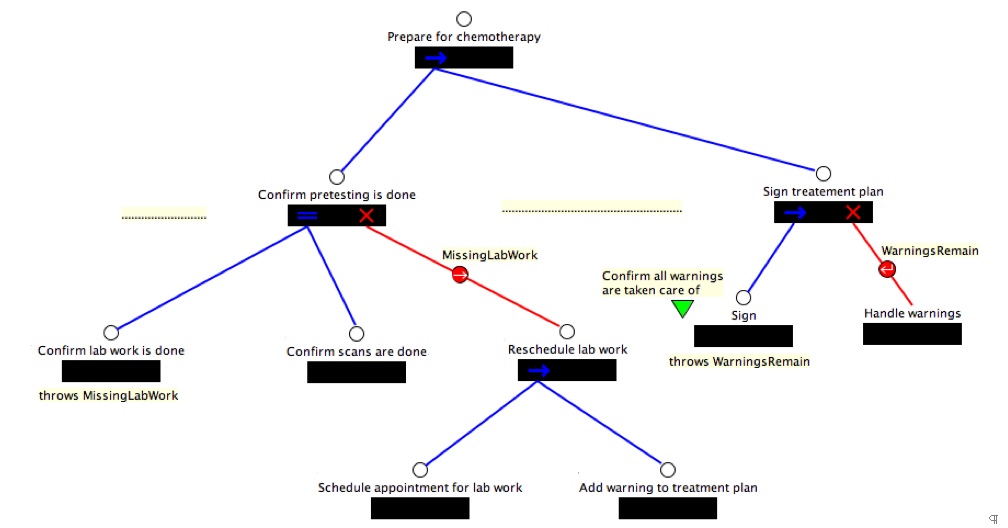 Prepare for chemotherapy
Confirm pretesting is done
Sign treatement plan
MissingLabWork
WarningsRemain
Confirm all warnings
are taken care of
Sign
Handle warnings
throws WarningsRemain
Confirm lab work is done
Confirm scans are done
Reschedule lab work
throws MissingLabWork
Schedule appointment for lab work
Add warning to treatment plan
¶